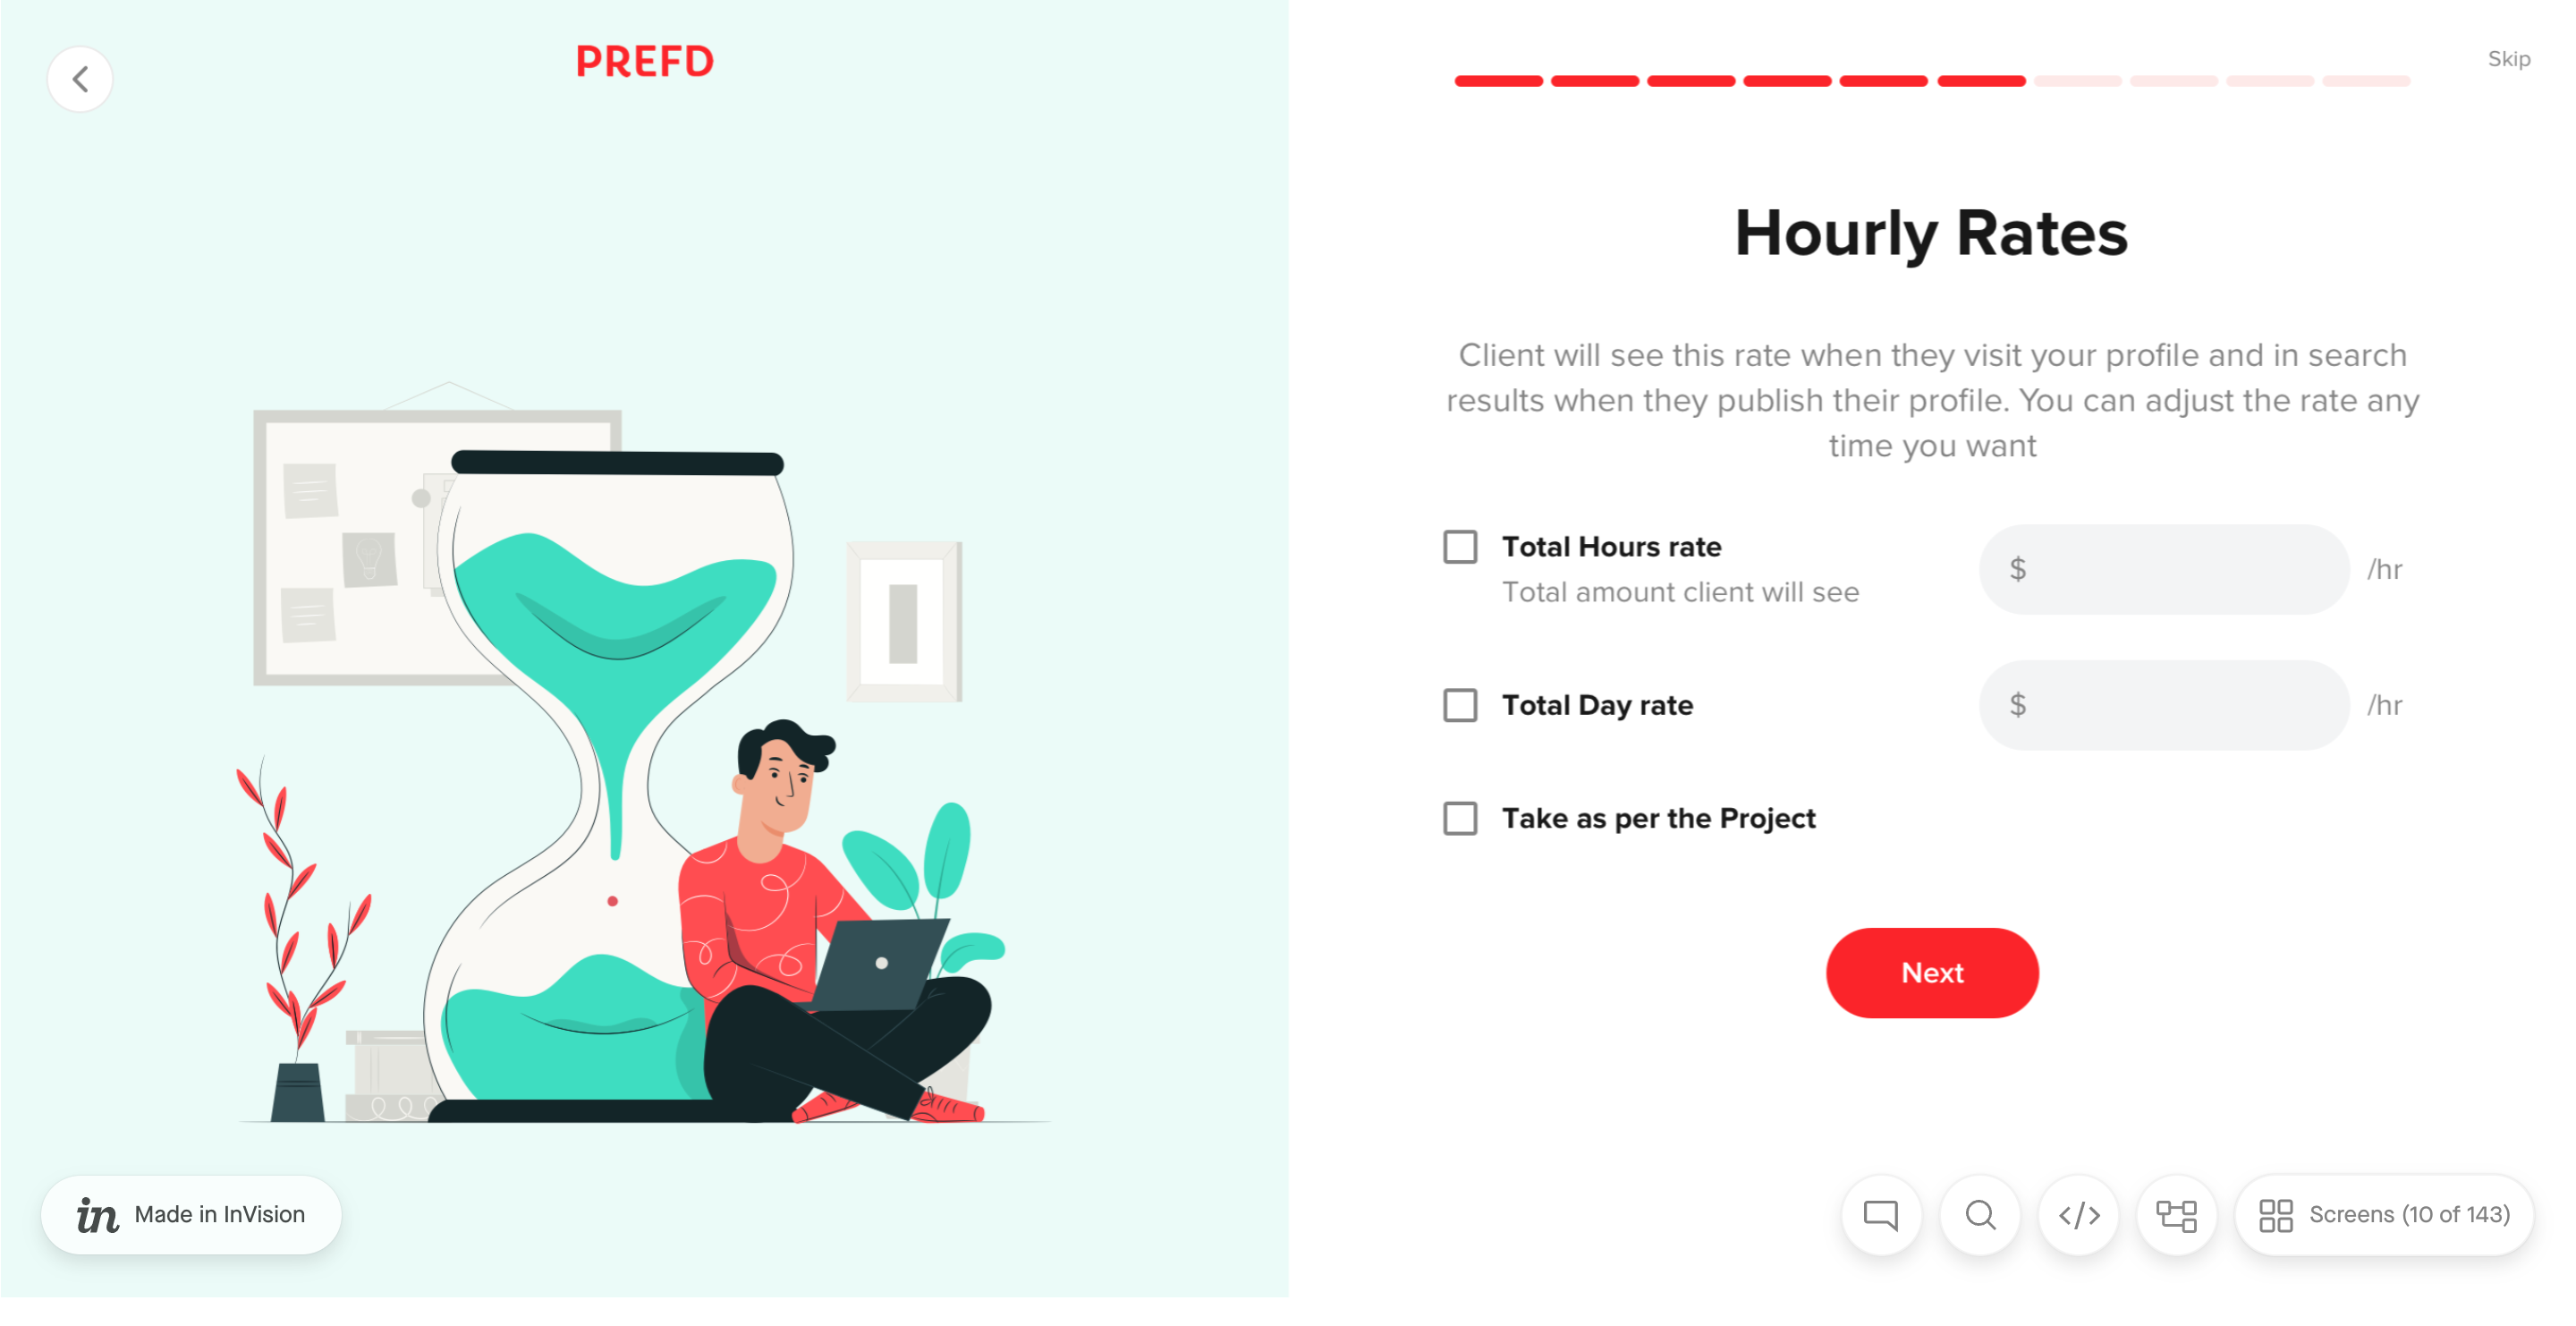 PREFD
Skip
Hourly Rates
Client will see this rate when they visit your profile and in search
results when they publish their profile. You can adjust the rate any
time you want
Total Hours rate
Total amount client will see
$
/hr
Total Day rate
$
/hr
Take as per the Project
Next
in Made in InVision
</> Screens (10 of 143)